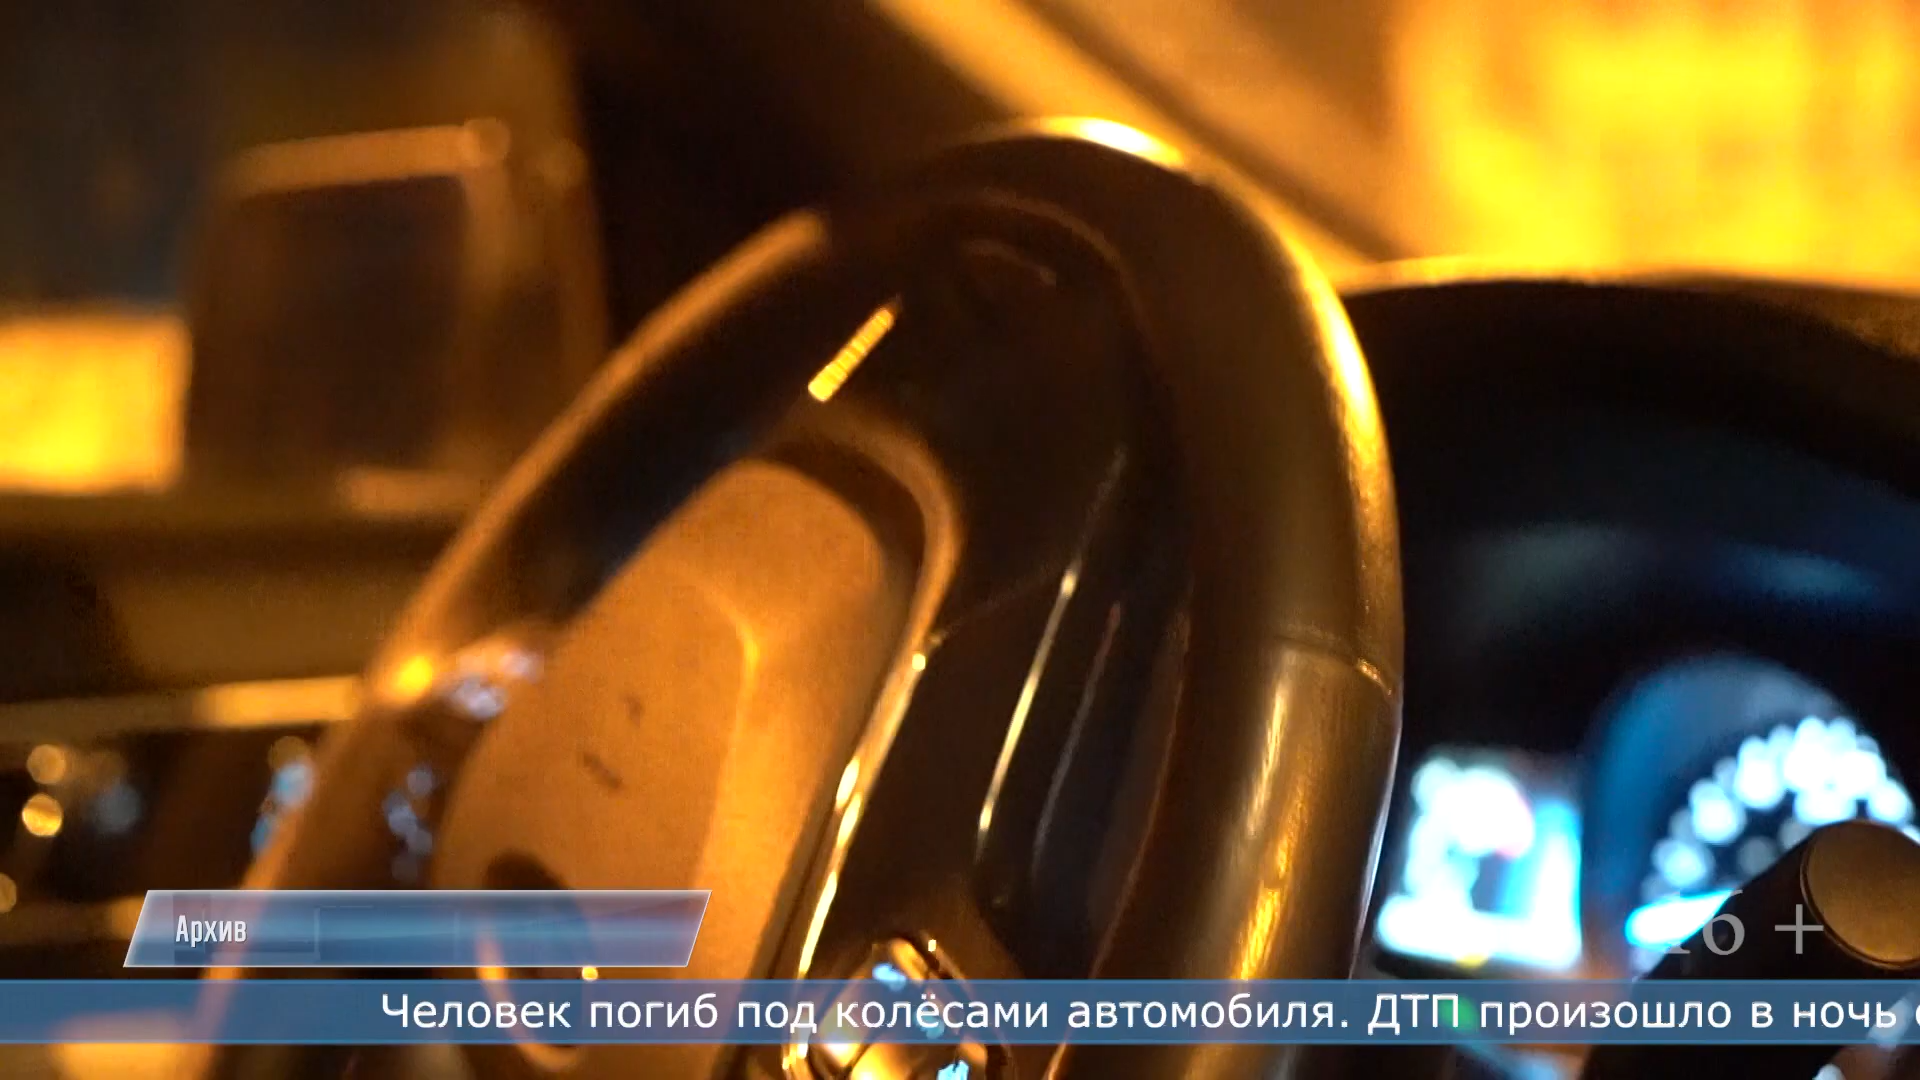 Архив
16 +
Человек погиб под колёсами автомобиля. ДТП произошло в ночь